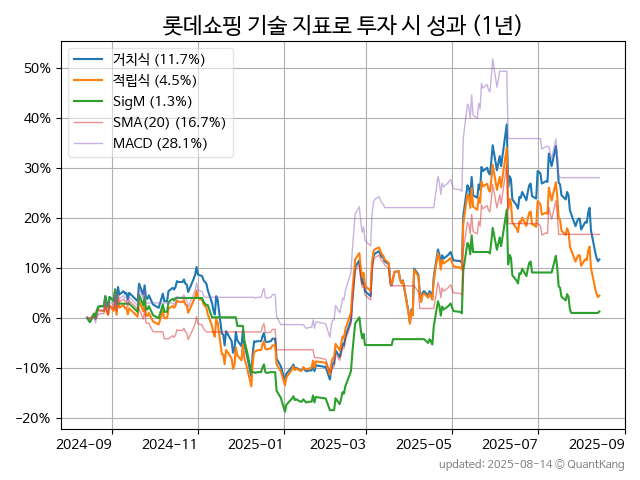 롯데쇼핑 기술 지표로 투자 시 성과 (1년)
거치식 (11.7%)
적립식 (4.5%)
SigM (1.3%)
SMA(20) (16.7%)
MACD (28.1%)
50%
40%
30%
20%
10%
0%
−10%
−20%
2024-09
2024-11
2025-01
2025-03
2025-05
2025-07
2025-09
updated: 2025-08-14 © QuantKang